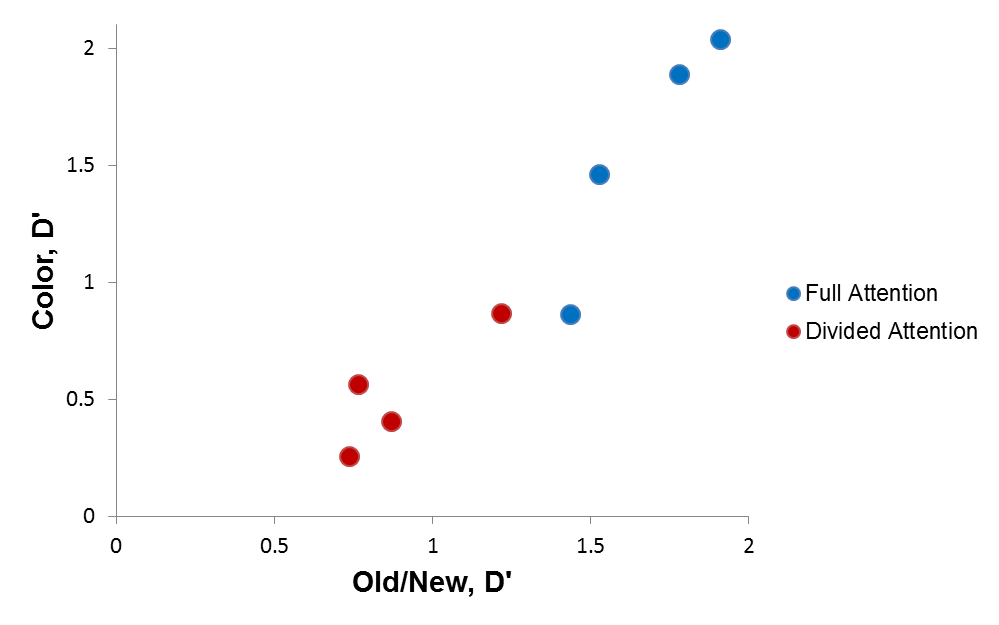 2
1.5
1
0.5
0
Color, D'
0
0.5
1
1.5
2
Old/New, D'
Full Attention
Divided Attention